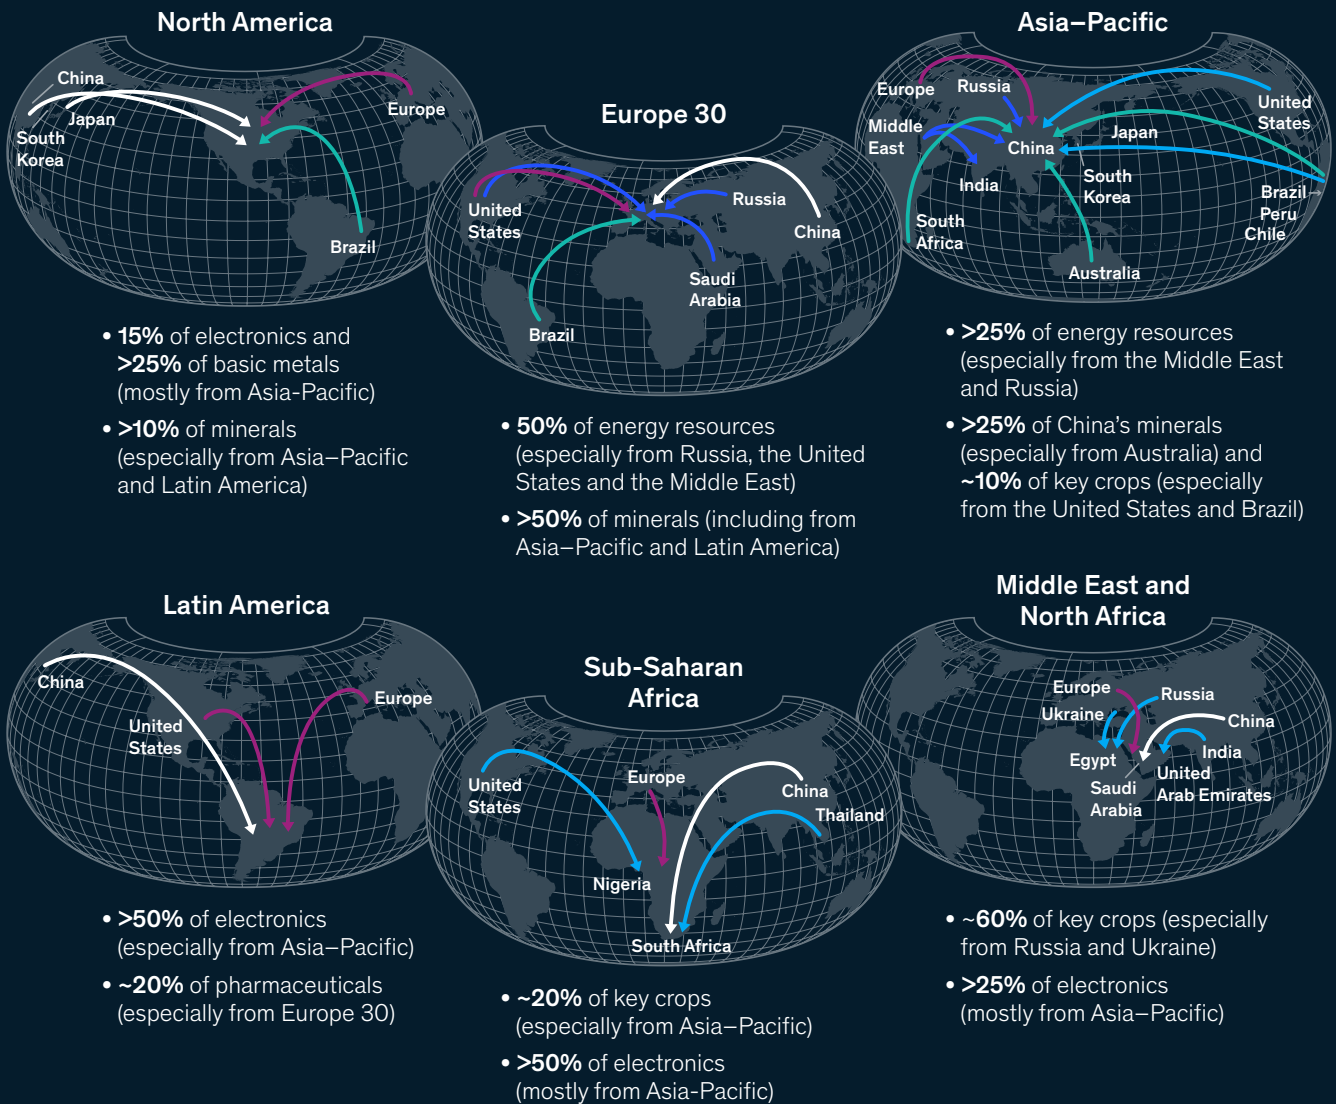 North America
China
Japan
South
Korea
Europe
Brazil
• 15% of electronics and
>25% of basic metals
(mostly from Asia-Pacific)
• >10% of minerals
(especially from Asia–Pacific
and Latin America)
Europe 30
United
States
Russia
China
Saudi
Arabia
Brazil
• 50% of energy resources
(especially from Russia, the United
States and the Middle East)
• >50% of minerals (including from
Asia–Pacific and Latin America)
Asia–Pacific
Europe
Russia
United
States
Middle
East
Japan
China
India
South
Korea
Brazil
Peru
Chile
South
Africa
Australia
• >25% of energy resources
(especially from the Middle East
and Russia)
• >25% of China’s minerals
(especially from Australia) and
~10% of key crops (especially
from the United States and Brazil)
Latin America
China
United
States
Europe
• >50% of electronics
(especially from Asia–Pacific)
• ~20% of pharmaceuticals
(especially from Europe 30)
Sub-Saharan
Africa
United
States
Europe
China
Thailand
Nigeria
South Africa
• ~20% of key crops
(especially from Asia–Pacific)
• >50% of electronics
(mostly from Asia-Pacific)
Middle East and
North Africa
Europe
Russia
Ukraine
China
Egypt
India
Saudi
Arabia
United
Arab Emirates
• ~60% of key crops (especially
from Russia and Ukraine)
• >25% of electronics
(mostly from Asia–Pacific)